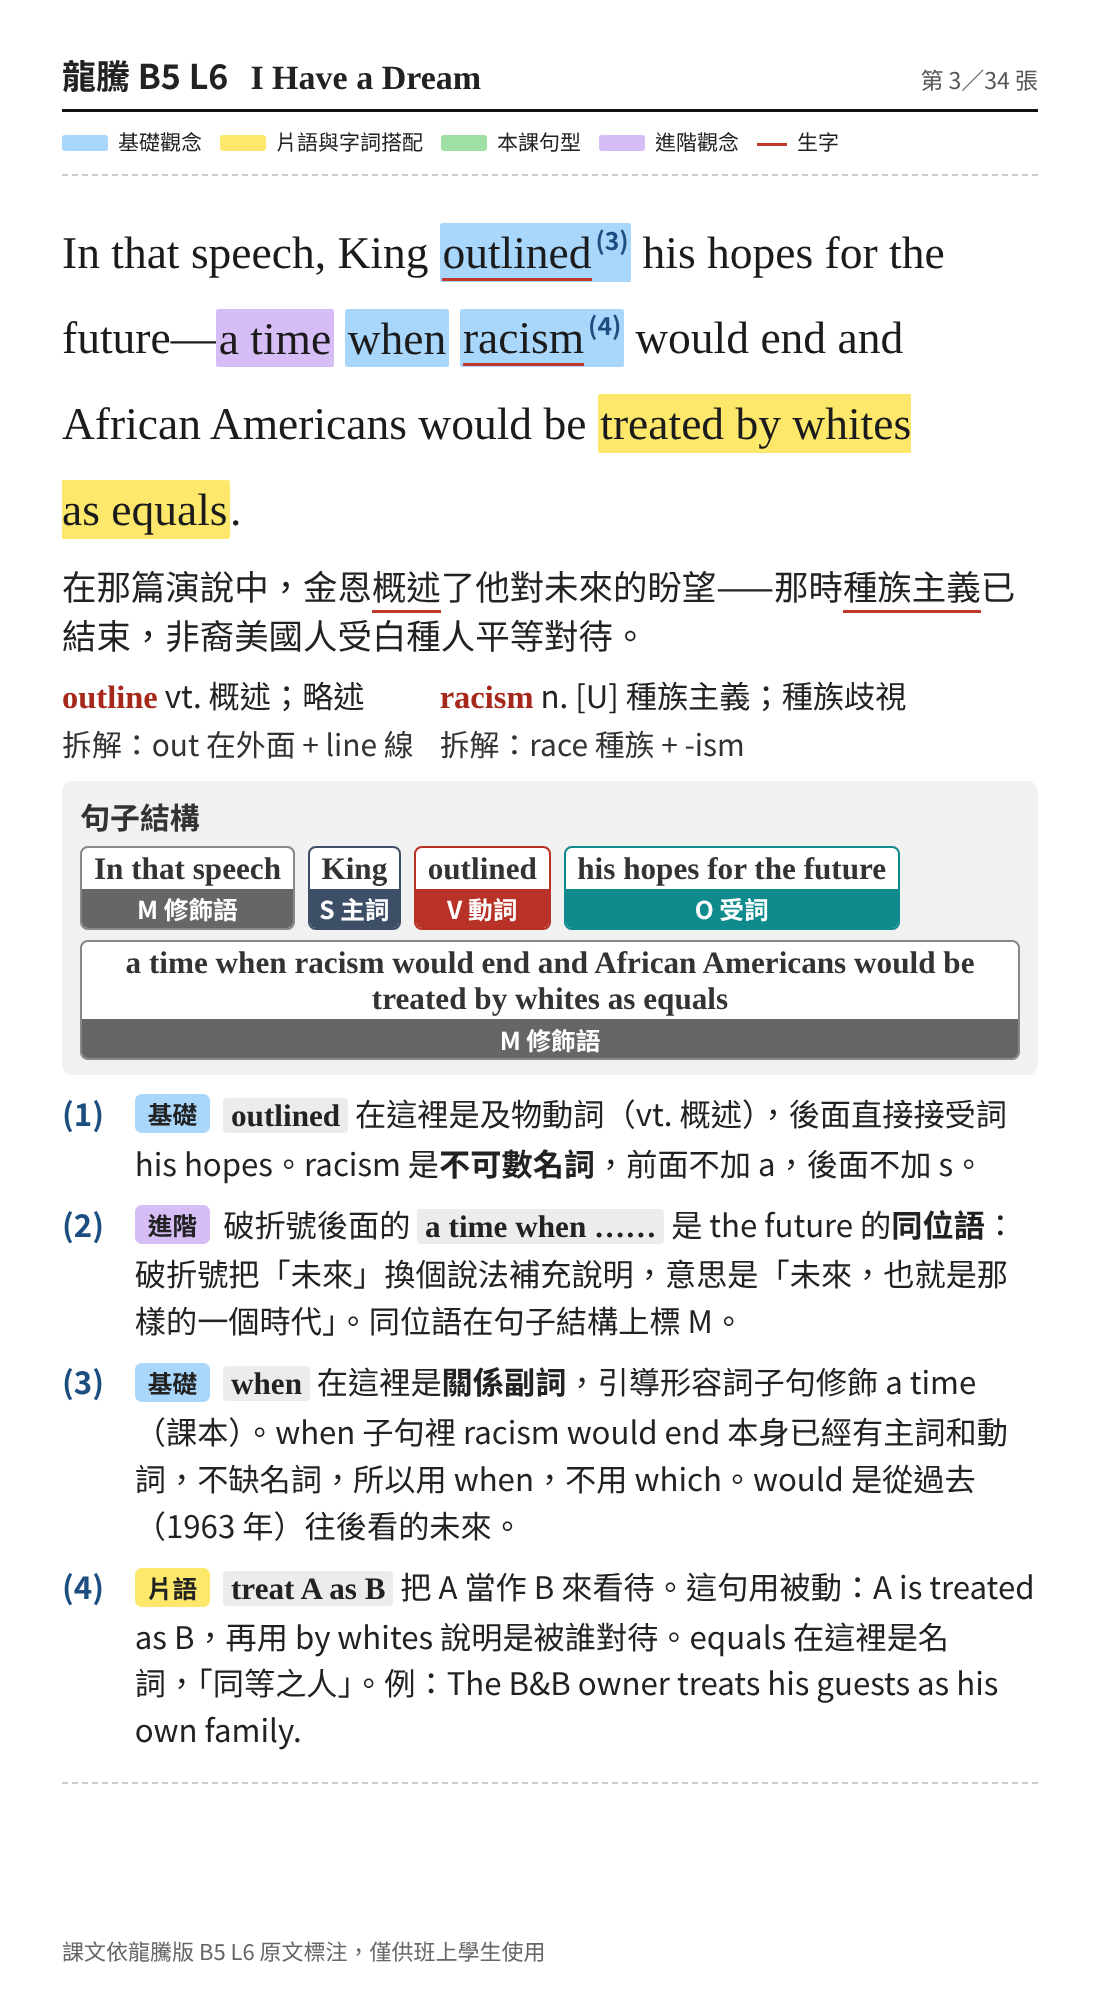 龍騰 B5 L6 I Have a Dream
第 3／34 張
基礎觀念 片語與字詞搭配 本課句型 進階觀念 生字
In that speech, King outlined(3) his hopes for the
future—a time when racism(4) would end and
African Americans would be treated by whites
as equals.
在那篇演說中，金恩概述了他對未來的盼望——那時種族主義已
結束，非裔美國人受白種人平等對待。
outline vt. 概述；略述 racism n. [U] 種族主義；種族歧視
拆解：out 在外面 + line 線 拆解：race 種族 + -ism
句子結構
In that speech King outlined his hopes for the future
M 修飾語 S 主詞 V 動詞 O 受詞
a time when racism would end and African Americans would be
treated by whites as equals
M 修飾語
(1) 基礎 outlined 在這裡是及物動詞（vt. 概述），後面直接接受詞
his hopes。racism 是不可數名詞，前面不加 a，後面不加 s。
(2) 進階 破折號後面的 a time when …… 是 the future 的同位語：
破折號把「未來」換個說法補充說明，意思是「未來，也就是那
樣的一個時代」。同位語在句子結構上標 M。
(3) 基礎 when 在這裡是關係副詞，引導形容詞子句修飾 a time
（課本）。when 子句裡 racism would end 本身已經有主詞和動
詞，不缺名詞，所以用 when，不用 which。would 是從過去
（1963 年）往後看的未來。
(4) 片語 treat A as B 把 A 當作 B 來看待。這句用被動：A is treated
as B，再用 by whites 說明是被誰對待。equals 在這裡是名
詞，「同等之人」。例：The B&B owner treats his guests as his
own family.
課文依龍騰版 B5 L6 原文標注，僅供班上學生使用